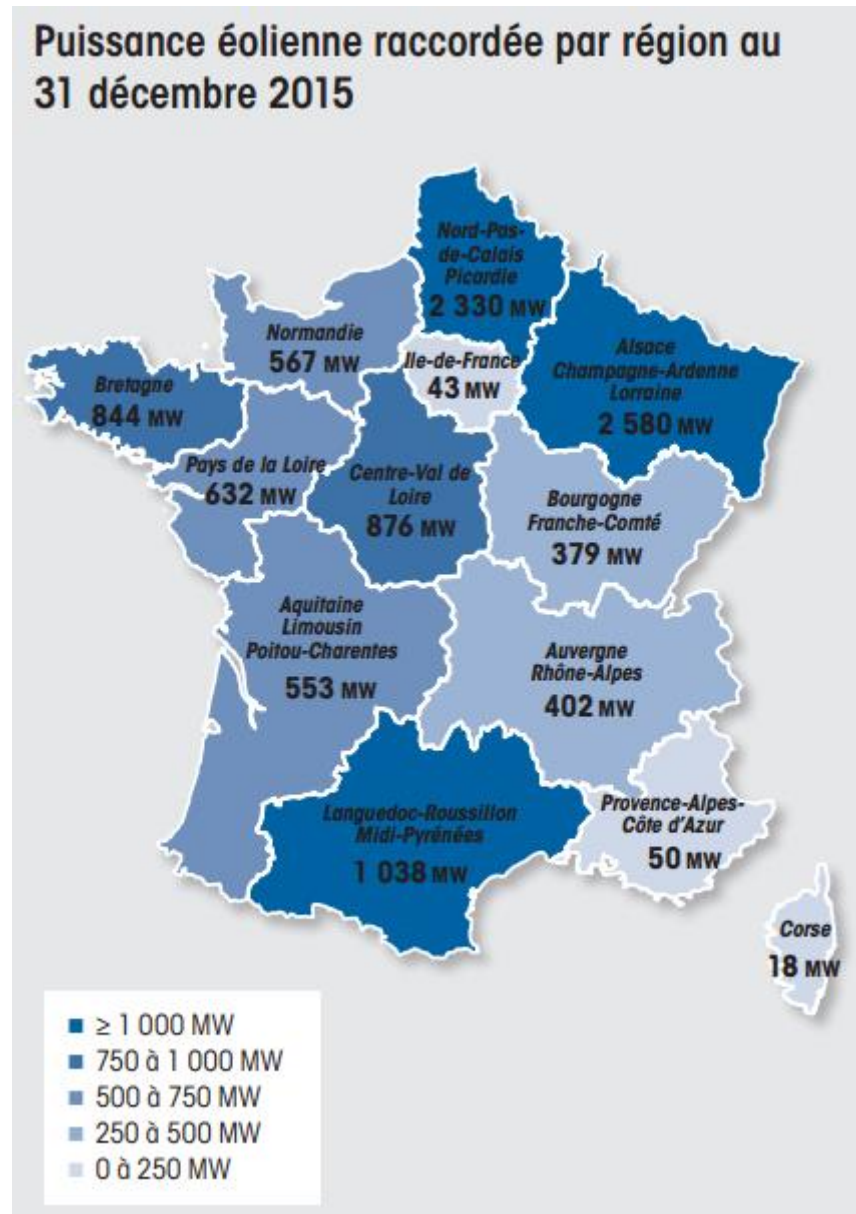 Puissance éolienne raccordée par région au
31 décembre 2015
Nord-Pas-
de-Calais
Picardie
2 330 MW
Normandie
567 MW
Ile-de-France
43 MW
Alsace
Champagne-Ardenne
Lorraine
2 580 MW
Bretagne
844 MW
Pays de la Loire
632 MW
Centre-Val de
Loire
876 MW
Bourgogne
Franche-Comté
379 MW
Aquitaine
Limousin
Poitou-Charentes
553 MW
Auvergne
Rhône-Alpes
402 MW
Languedoc-Roussillon
Midi-Pyrénées
1 038 MW
Provence-Alpes-
Côte d'Azur
50 MW
Corse
18 MW
≥ 1 000 MW
750 à 1 000 MW
500 à 750 MW
250 à 500 MW
0 à 250 MW